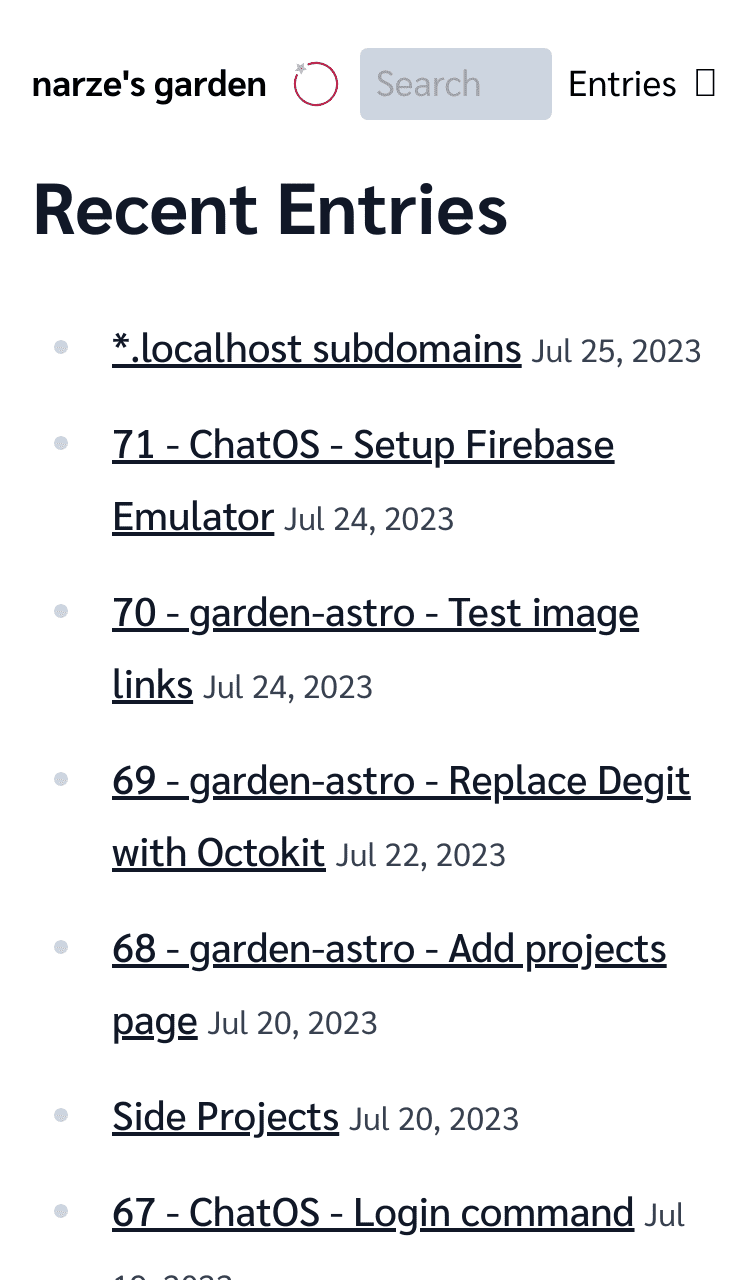 narze's garden Search Entries
Recent Entries
*.localhost subdomains Jul 25, 2023
71 - ChatOS - Setup Firebase
Emulator Jul 24, 2023
70 - garden-astro - Test image
links Jul 24, 2023
69 - garden-astro - Replace Degit
with Octokit Jul 22, 2023
68 - garden-astro - Add projects
page Jul 20, 2023
Side Projects Jul 20, 2023
67 - ChatOS - Login command Jul